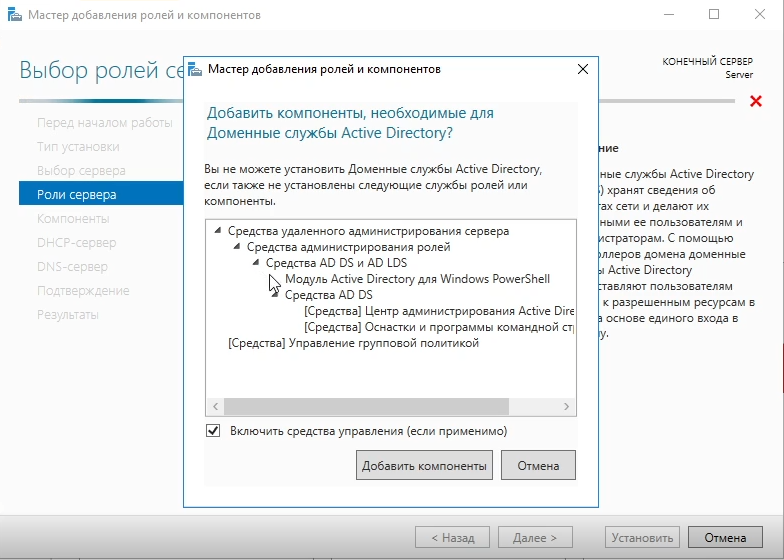 Мастер добавления ролей и компонентов
Выбор ролей
КОНЕЧНЫЙ СЕРВЕР
Server
Перед началом работы
Тип установки
Выбор сервера
Роли сервера
Компоненты
DHCP-сервер
DNS-сервер
Подтверждение
Результаты
Мастер добавления ролей и компонентов
Добавить компоненты, необходимые для
Доменные службы Active Directory?
Вы не можете установить Доменные службы Active Directory,
если также не установлены следующие службы ролей или
компоненты.
Средства удаленного администрирования сервера
Средства администрирования ролей
Средства AD DS и AD LDS
Модуль Active Directory для Windows PowerShell
Средства AD DS
[Средства] Центр администрирования Active Dire
[Средства] Оснастки и программы командной ст
[Средства] Управление групповой политикой
Включить средства управления (если применимо)
Добавить компоненты
Отмена
ние
ные службы Active Directory
) хранят сведения об
тах сети и делают их
ными ее пользователям и
нистраторам. С помощью
оллеров домена доменные
ы Active Directory
ставляют пользователям
к разрешенным ресурсам в
а основе единого входа в
у.
< Назад
Далее >
Установить
Отмена